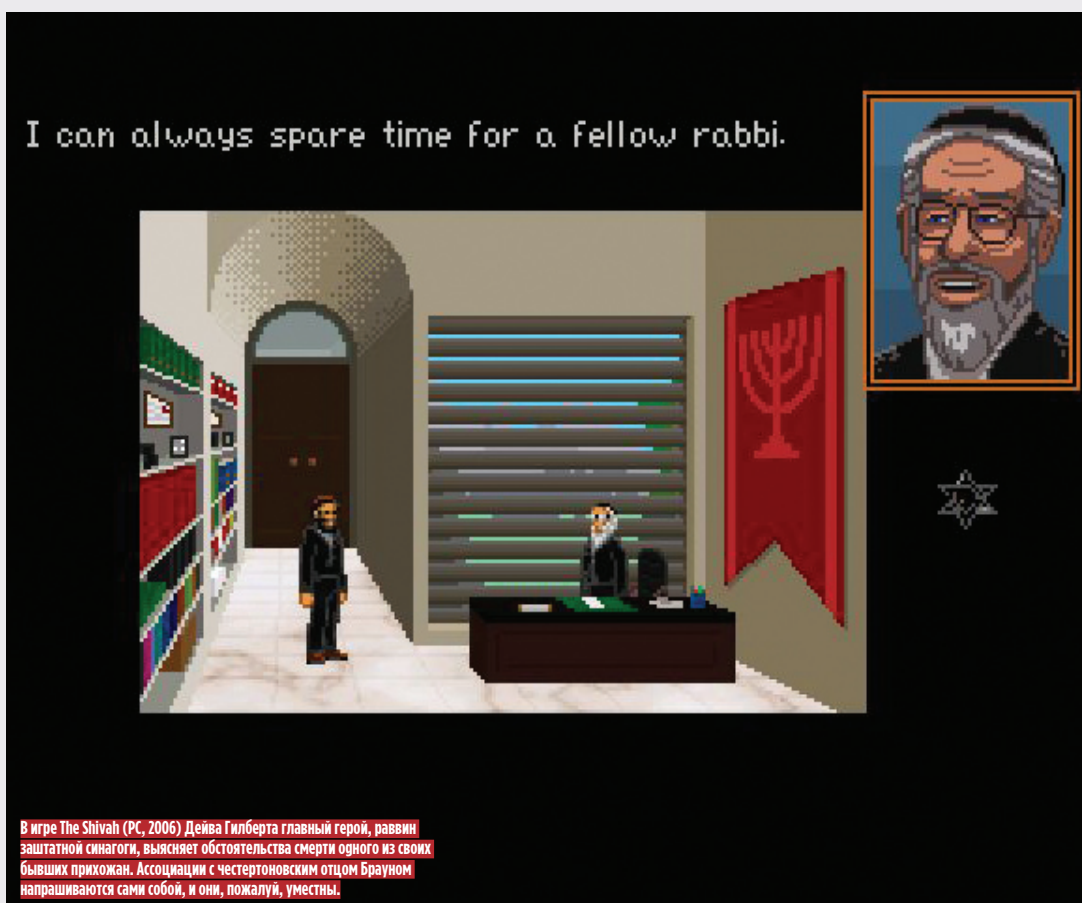 I can always spare time for a fellow rabbi.
В игре The Shivah (PC, 2006) Дейва Гилберта главный герой, раввин
заштатной синагоги, выясняет обстоятельства смерти одного из своих
бывших прихожан. Ассоциации с честертоновским отцом Брауном
напрашиваются сами собой, и они, пожалуй, уместны.